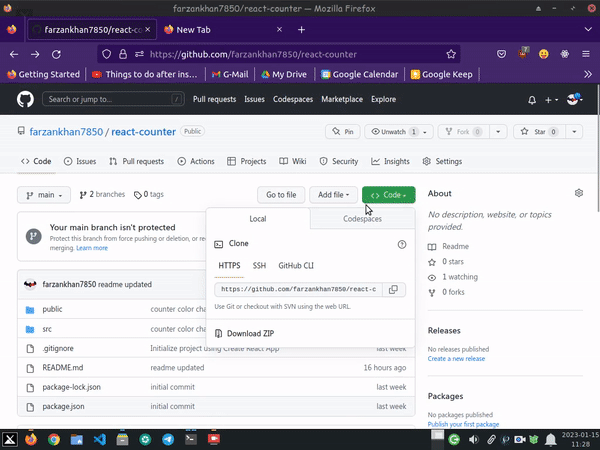 farzankhan7850/react-counter — Mozilla Firefox
farzankhan7850/react-co
New Tab
https://github.com/farzankhan7850/react-counter
7
Getting Started
Things to do after ins...
G-Mail
My Drive
Google Calendar
Google Keep
Search or jump to...
/
Pull requests
Issues
Codespaces
Marketplace
Explore
farzankhan7850 / react-counter
Public
Pin
Unwatch 1
Fork 0
Star 0
Code
Issues
Pull requests
Actions
Projects
Wiki
Security
Insights
Settings
main
2 branches
0 tags
Go to file
Add file
Code
About
Local
Codespaces
No description, website, or topics
provided.
Your main branch isn't protected
Protect this branch from force pushing or deletion, or re
merging. Learn more
Clone
Readme
0 stars
1 watching
0 forks
HTTPS
SSH
GitHub CLI
https://github.com/farzankhan7850/react-c
Use Git or checkout with SVN using the web URL.
Download ZIP
farzankhan7850 readme updated
public
counter color cha
src
counter color cha
.gitignore
Initialize project using Create React App
last week
README.md
readme updated
16 hours ago
package-lock.json
initial commit
last week
package.json
initial commit
last week
Releases
No releases published
Create a new release
Packages
No packages published
Publish your first package
2023-01-15
11:28